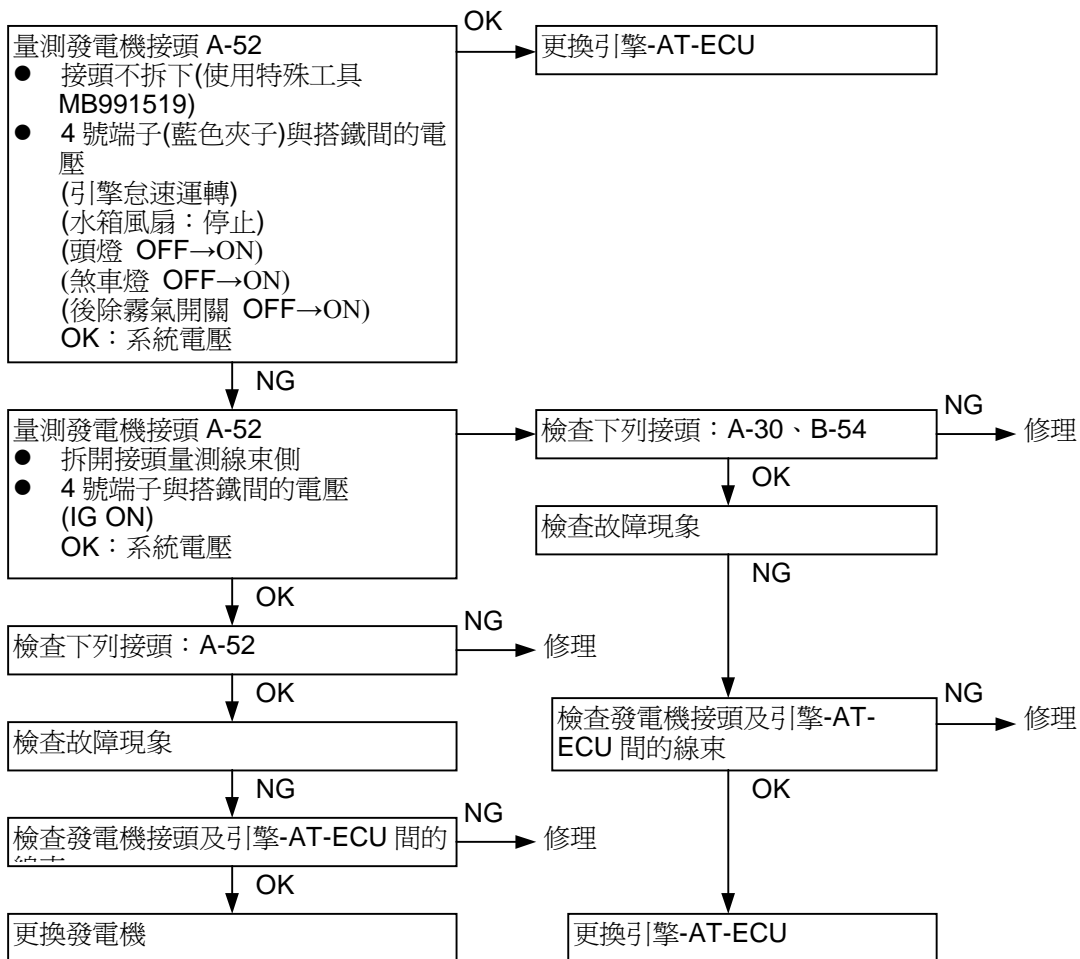 量測發電機接頭 A-52
● 接頭不拆下(使用特殊工具
MB991519)
● 4 號端子(藍色夾子)與搭鐵間的電
壓
(引擎怠速運轉)
(水箱風扇：停止)
(頭燈 OFF→ON)
(煞車燈 OFF→ON)
(後除霧氣開關 OFF→ON)
OK：系統電壓
OK
更換引擎-AT-ECU
NG
量測發電機接頭 A-52
● 拆開接頭量測線束側
● 4 號端子與搭鐵間的電壓
(IG ON)
OK：系統電壓
檢查下列接頭：A-30、B-54
NG
修理
OK
檢查故障現象
NG
OK
檢查下列接頭：A-52
NG
修理
OK
檢查故障現象
檢查發電機接頭及引擎-AT-
ECU 間的線束
NG
修理
NG
檢查發電機接頭及引擎-AT-ECU 間的
NG
修理
OK
OK
更換發電機
更換引擎-AT-ECU